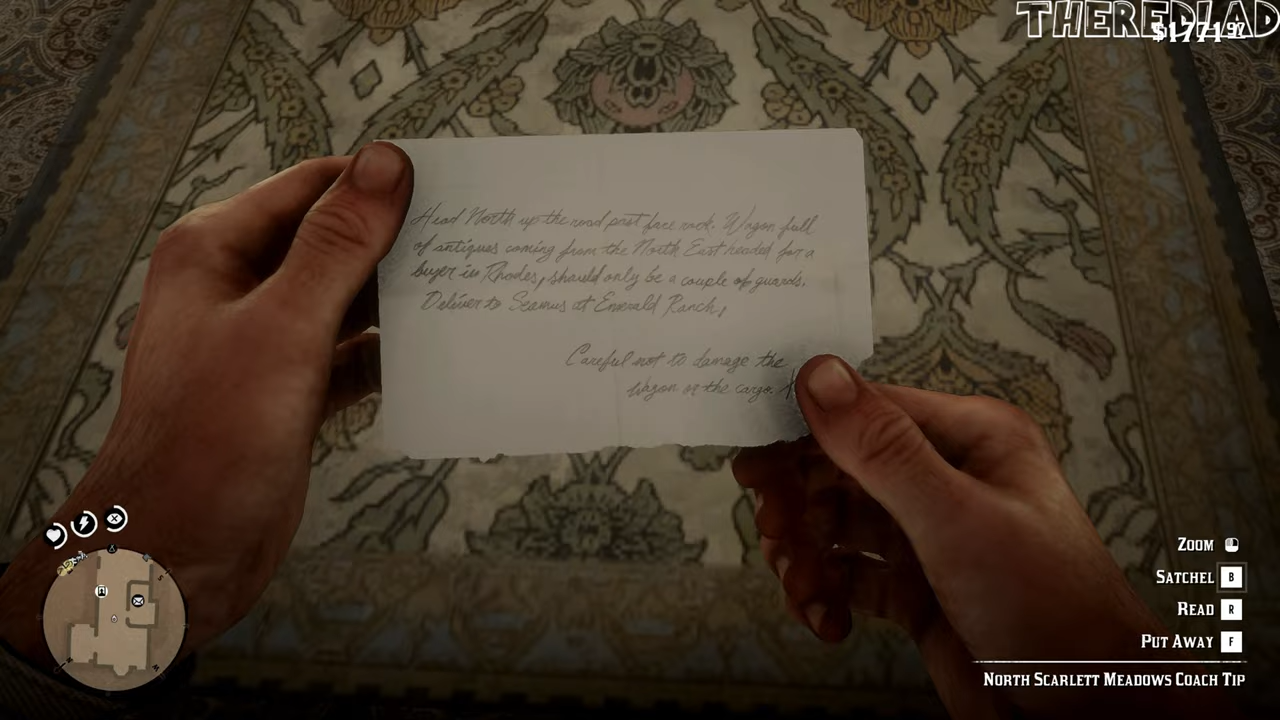 THEREDLAD
$1771.97
Head North up the road past face rock. Wagon full
of antiques coming from the North East headed for a
buyer in Rhodes, should only be a couple of guards.
Deliver to Seamus at Emerald Ranch,
Careful not to damage the
wagon or the cargo.
ZOOM
SATCHEL B
READ R
PUT AWAY F
NORTH SCARLETT MEADOWS COACH TIP